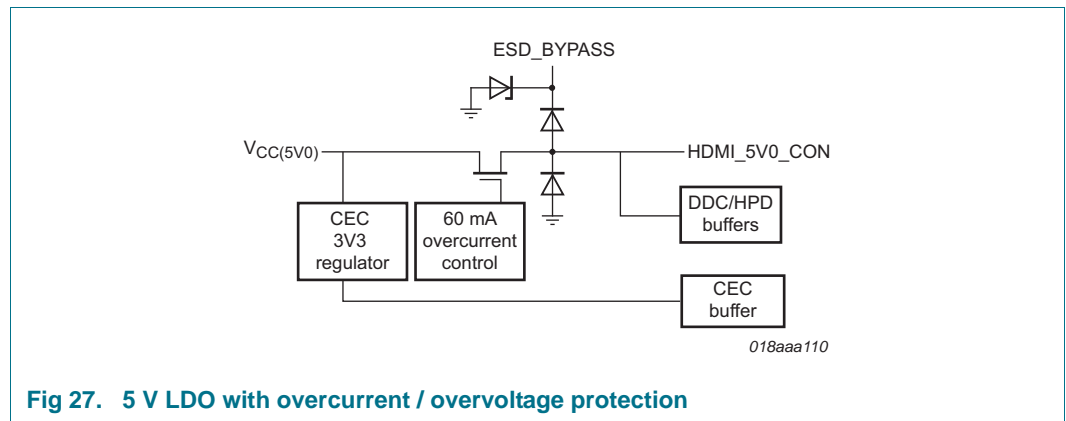 ESD_BYPASS
VCC(5V0)
HDMI_5V0_CON
CEC
3V3
regulator
60 mA
overcurrent
control
DDC/HPD
buffers
CEC
buffer
018aaa110
Fig 27. 5 V LDO with overcurrent / overvoltage protection